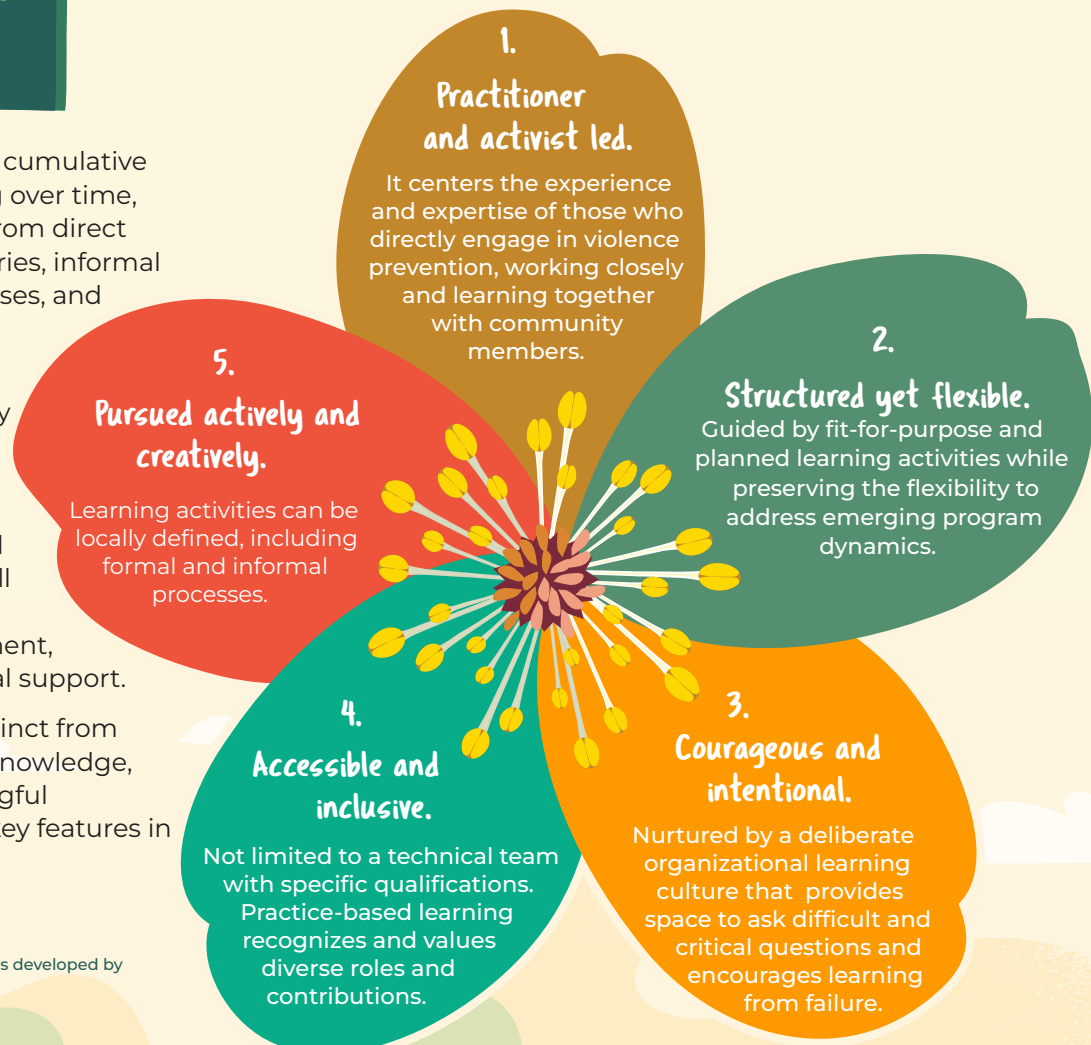 cumulative
over time,
from direct
ries, informal
ses, and
y
ment,
al support.
inct from
nowledge,
gful
key features in
s developed by
1.
Practitioner
and activist led.
It centers the experience
and expertise of those who
directly engage in violence
prevention, working closely
and learning together
with community
members.
2.
Structured yet flexible.
Guided by fit-for-purpose and
planned learning activities while
preserving the flexibility to
address emerging program
dynamics.
3.
Courageous and
intentional.
Nurtured by a deliberate
organizational learning
culture that provides
space to ask difficult and
critical questions and
encourages learning
from failure.
4.
Accessible and
inclusive.
Not limited to a technical team
with specific qualifications.
Practice-based learning
recognizes and values
diverse roles and
contributions.
5.
Pursued actively and
creatively.
Learning activities can be
locally defined, including
formal and informal
processes.